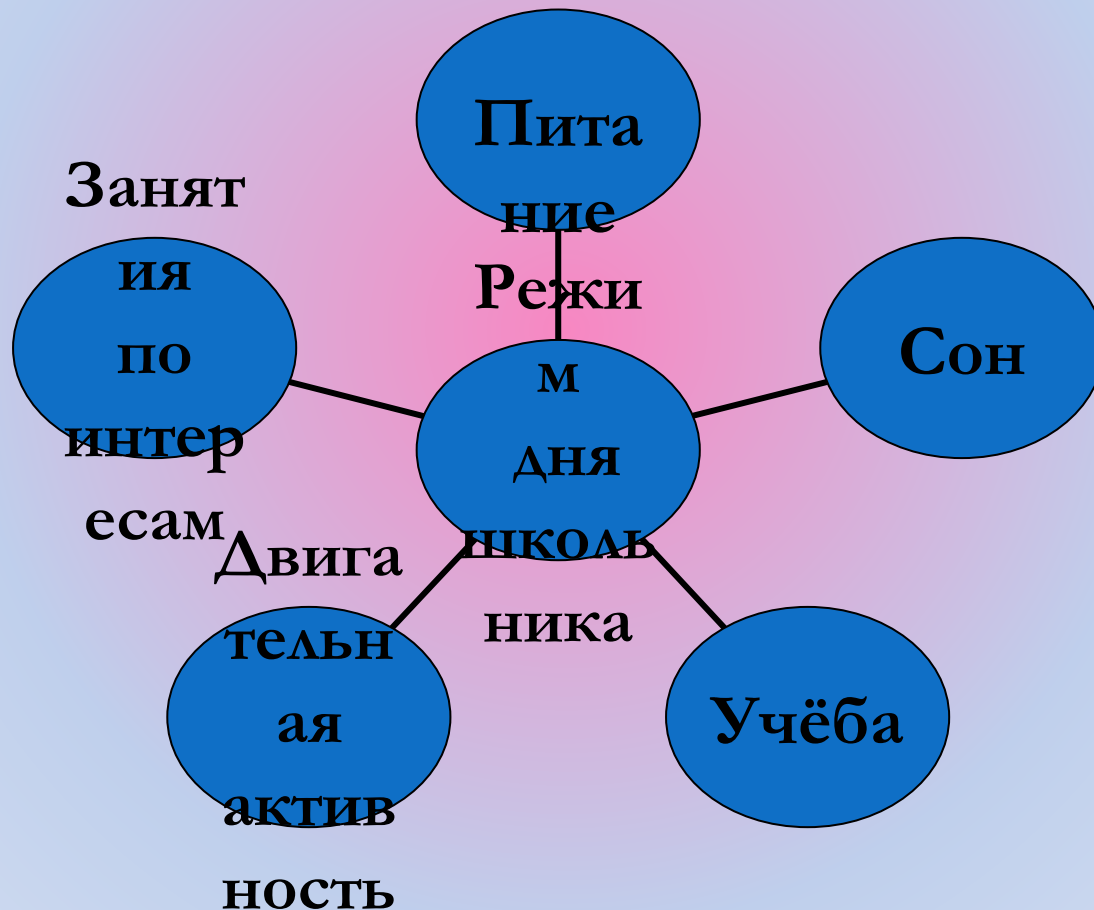 Пита
ние
Режи
м
дня
школь
ника
Занят
ия
по
интер
есам
Сон
Двига
тельн
ая
актив
ность
Учёба